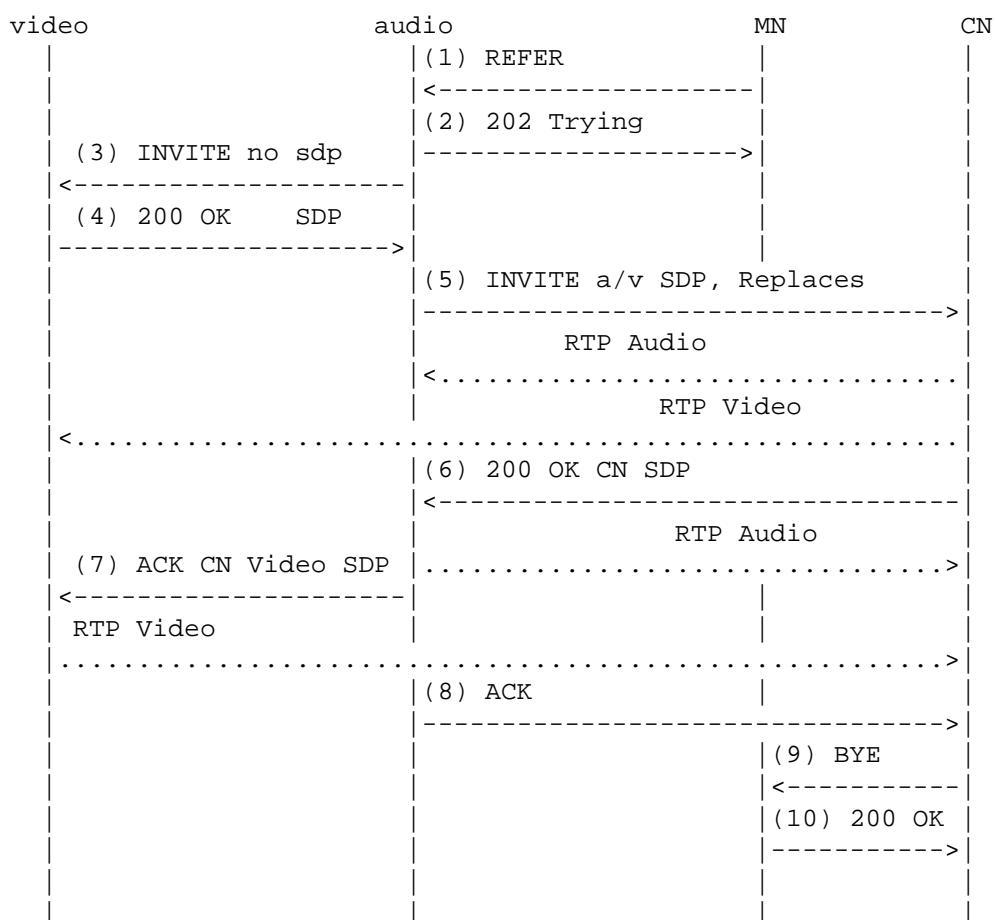 video audio MN CN
(1) REFER
(2) 202 Trying
(3) INVITE no sdp
(4) 200 OK SDP
(5) INVITE a/v SDP, Replaces
RTP Audio
RTP Video
(6) 200 OK CN SDP
RTP Audio
(7) ACK CN Video SDP
RTP Video
(8) ACK
(9) BYE
(10) 200 OK